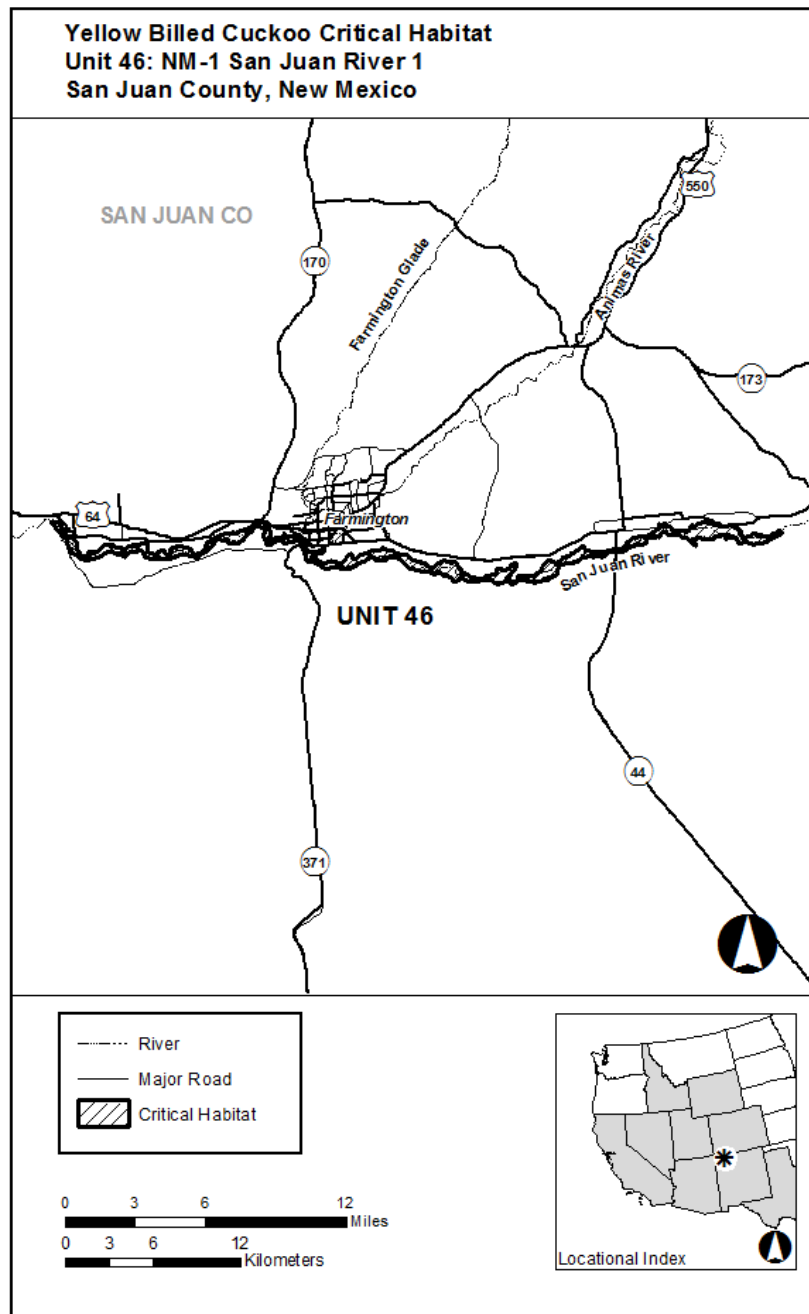 Yellow Billed Cuckoo Critical Habitat
Unit 46: NM-1 San Juan River 1
San Juan County, New Mexico
550
SAN JUAN CO
170
Farmington Glade
Animas River
173
64
Farmington
San Juan River
UNIT 46
44
371
River
Major Road
Critical Habitat
0 3 6 12
Miles
0 3 6 12
Kilometers
Locational Index